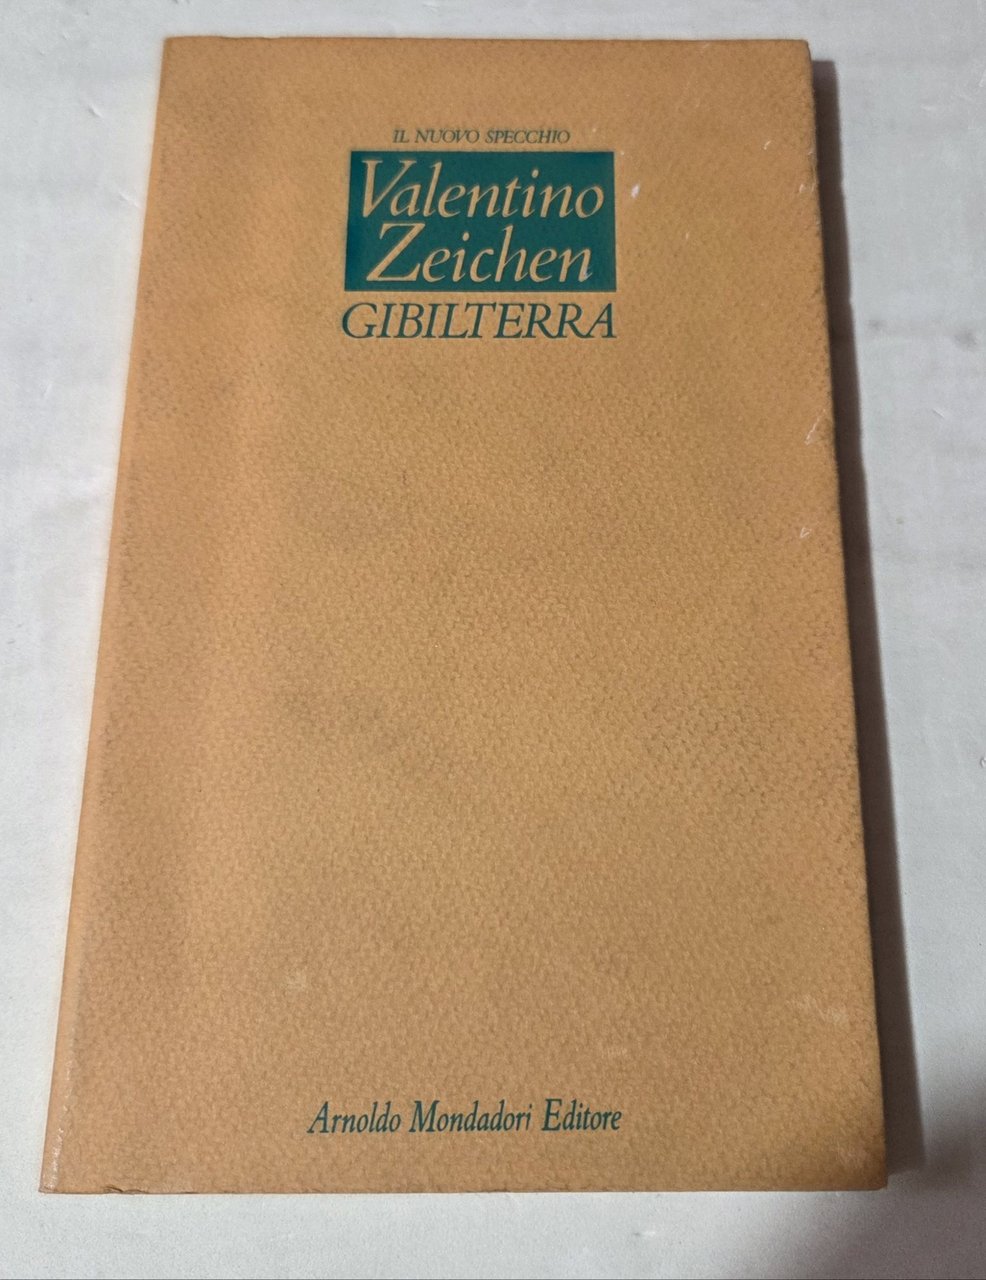 IL NUOVO SPECCHIO
Valentino
Zeichen
GIBILTERRA
Arnoldo Mondadori Editore